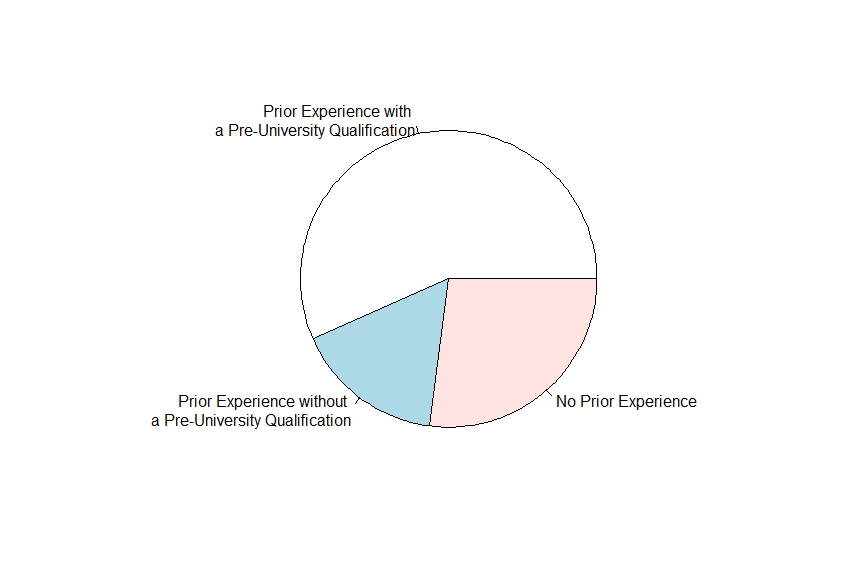 Prior Experience with
a Pre-University Qualification
Prior Experience without
a Pre-University Qualification
No Prior Experience